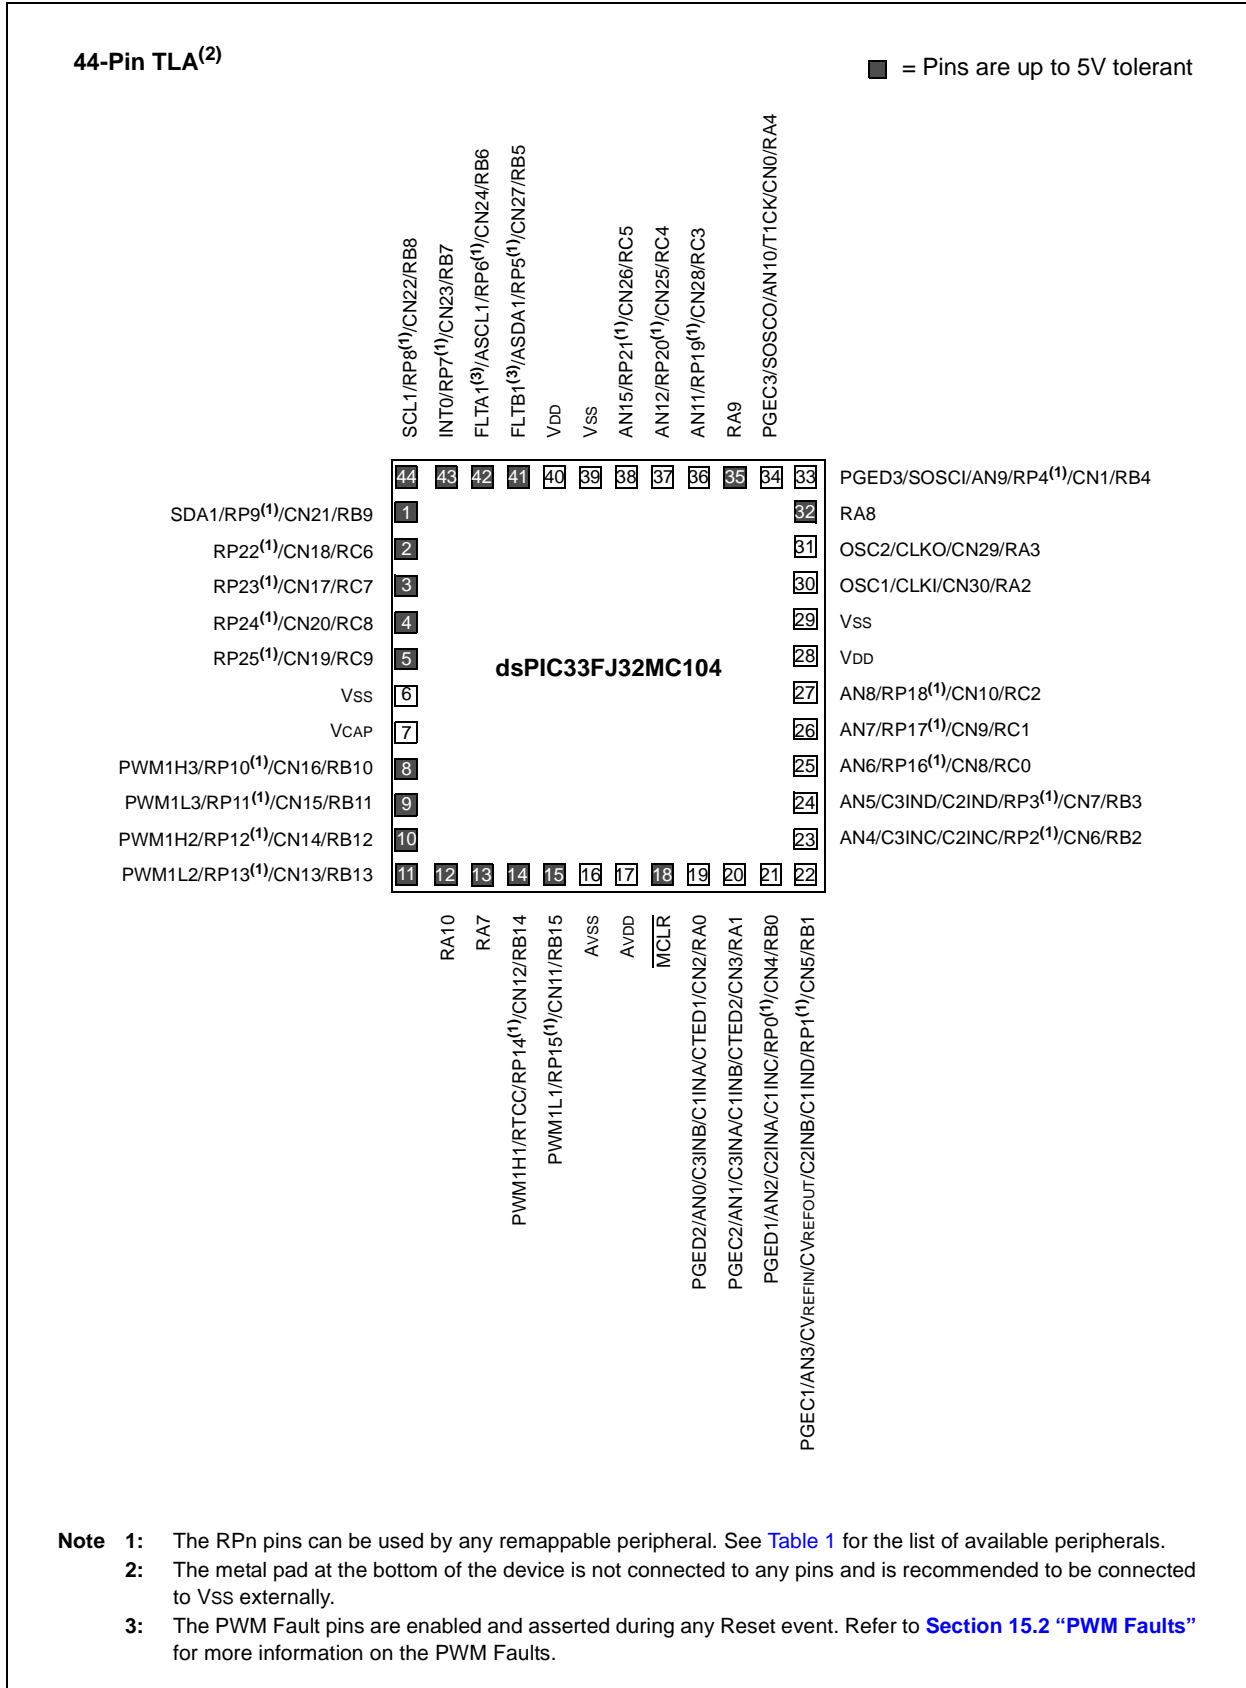 44-Pin TLA(2)
= Pins are up to 5V tolerant
SCL1/RP8(1)/CN22/RB8
INT0/RP7(1)/CN23/RB7
FLTA1(3)/ASCL1/RP6(1)/CN24/RB6
FLTB1(3)/ASDA1/RP5(1)/CN27/RB5
VDD
VSS
AN15/RP21(1)/CN26/RC5
AN12/RP20(1)/CN25/RC4
AN11/RP19(1)/CN28/RC3
RA9
PGEC3/SOSCO/AN10/T1CK/CN0/RA4
44 43 42 41 40 39 38 37 36 35 34 33 PGED3/SOSCI/AN9/RP4(1)/CN1/RB4
SDA1/RP9(1)/CN21/RB9 1 32 RA8
RP22(1)/CN18/RC6 2 31 OSC2/CLKO/CN29/RA3
RP23(1)/CN17/RC7 3 30 OSC1/CLKI/CN30/RA2
RP24(1)/CN20/RC8 4 29 VSS
RP25(1)/CN19/RC9 5 28 VDD
dsPIC33FJ32MC104
VSS 6 27 AN8/RP18(1)/CN10/RC2
VCAP 7 26 AN7/RP17(1)/CN9/RC1
PWM1H3/RP10(1)/CN16/RB10 8 25 AN6/RP16(1)/CN8/RC0
PWM1L3/RP11(1)/CN15/RB11 9 24 AN5/C3IND/C2IND/RP3(1)/CN7/RB3
PWM1H2/RP12(1)/CN14/RB12 10 23 AN4/C3INC/C2INC/RP2(1)/CN6/RB2
PWM1L2/RP13(1)/CN13/RB13 11 12 13 14 15 16 17 18 19 20 21 22
RA10
RA7
PWM1H1/RTCC/RP14(1)/CN12/RB14
PWM1L1/RP15(1)/CN11/RB15
AVSS
AVDD
MCLR
PGED2/AN0/C3INB/C1INA/CTED1/CN2/RA0
PGEC2/AN1/C3INA/C1INB/CTED2/CN3/RA1
PGED1/AN2/C2INA/C1INC/RP0(1)/CN4/RB0
PGEC1/AN3/CVREFIN/CVREFOUT/C2INB/C1IND/RP1(1)/CN5/RB1
Note 1: The RPn pins can be used by any remappable peripheral. See Table 1 for the list of available peripherals.
2: The metal pad at the bottom of the device is not connected to any pins and is recommended to be connected
to VSS externally.
3: The PWM Fault pins are enabled and asserted during any Reset event. Refer to Section 15.2 “PWM Faults”
for more information on the PWM Faults.